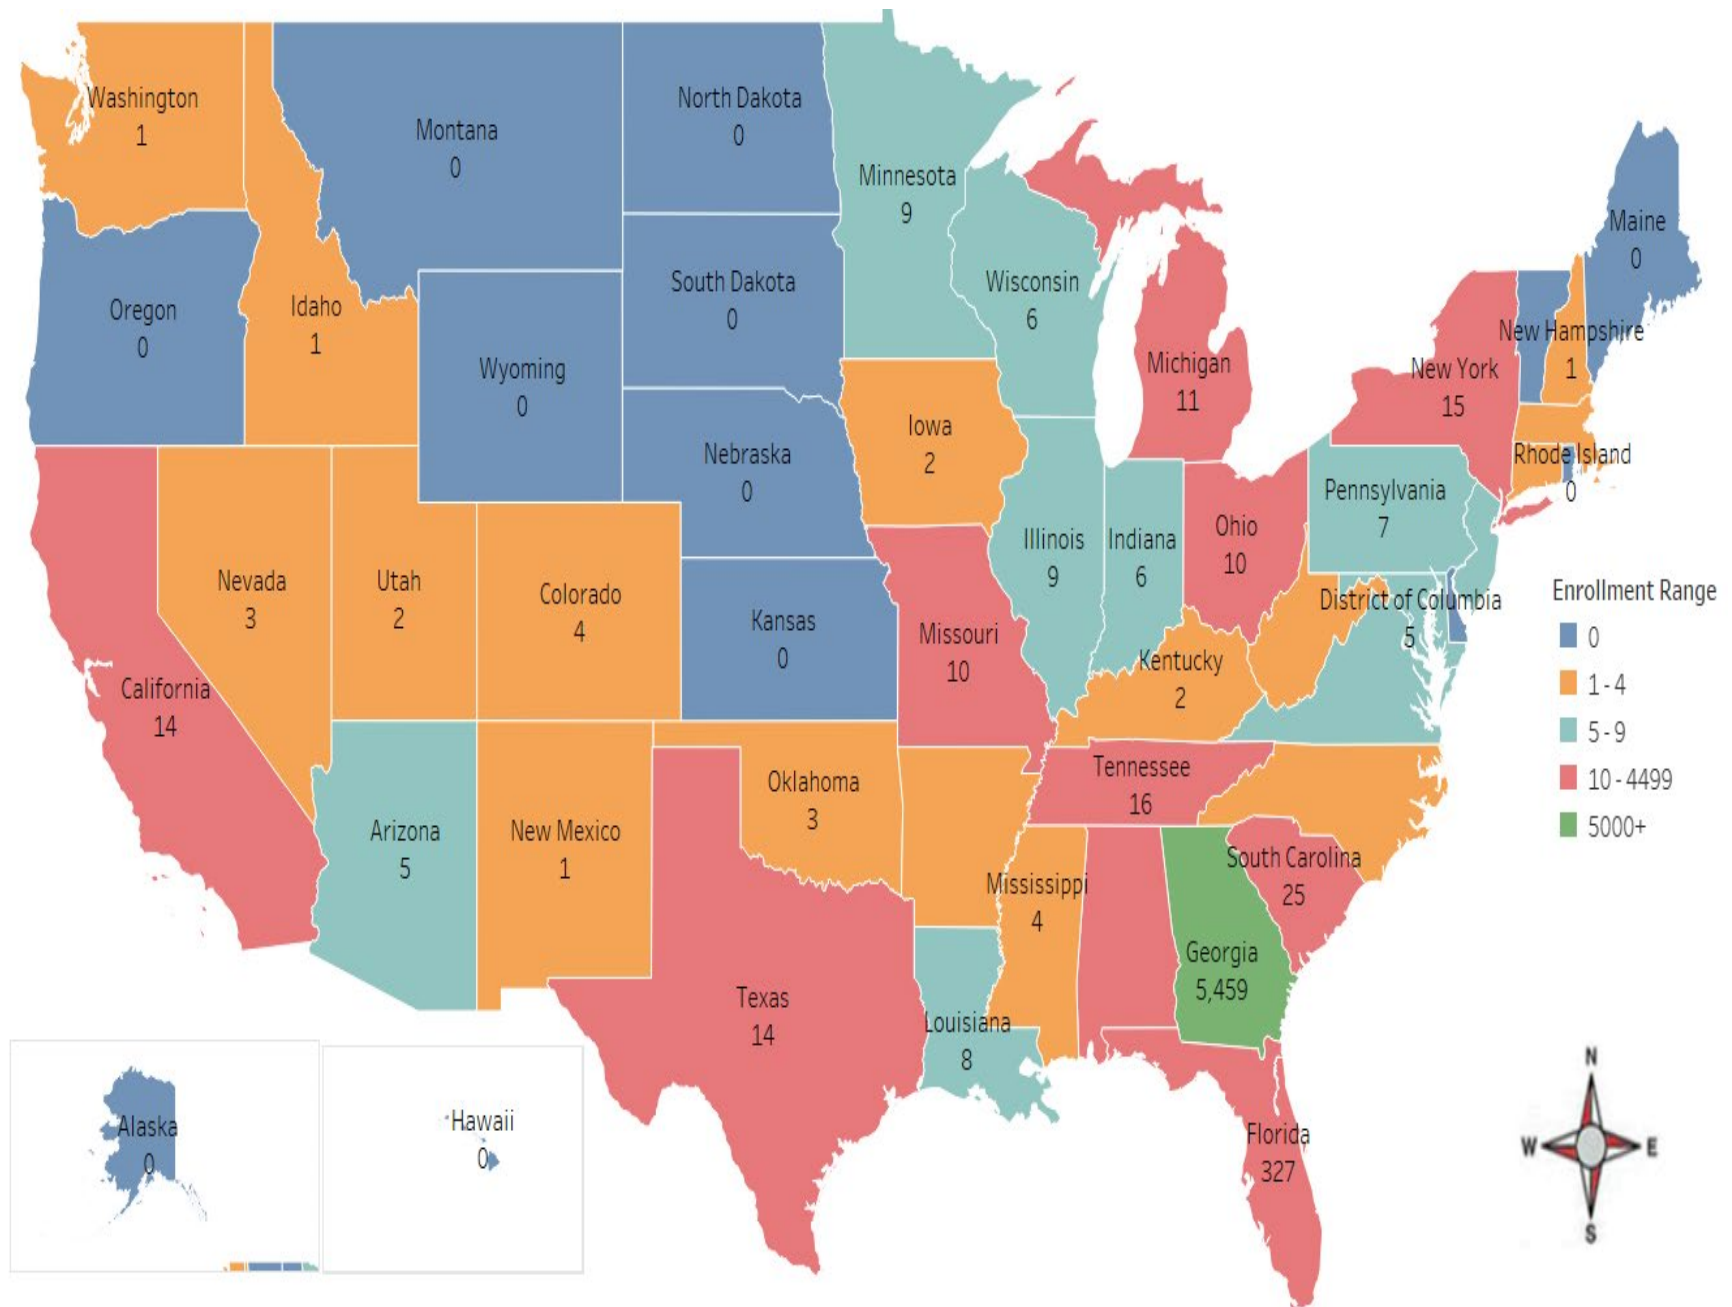 Washington
1
Montana
0
North Dakota
0
Minnesota
9
Maine
0
Oregon
0
Idaho
1
Wyoming
0
South Dakota
0
Wisconsin
6
Michigan
11
New York
15
New Hampshire
1
Nebraska
0
Iowa
2
Rhode Island
0
Pennsylvania
7
Nevada
3
Utah
2
Colorado
4
Kansas
0
Missouri
10
Illinois
9
Indiana
6
Ohio
10
District of Columbia
5
Enrollment Range
0
1 - 4
5 - 9
10 - 4499
5000+
California
14
Kentucky
2
Arizona
5
New Mexico
1
Oklahoma
3
Tennessee
16
Mississippi
4
South Carolina
25
Georgia
5,459
Texas
14
Louisiana
8
Florida
327
Alaska
0
Hawaii
0
N
W
E
S